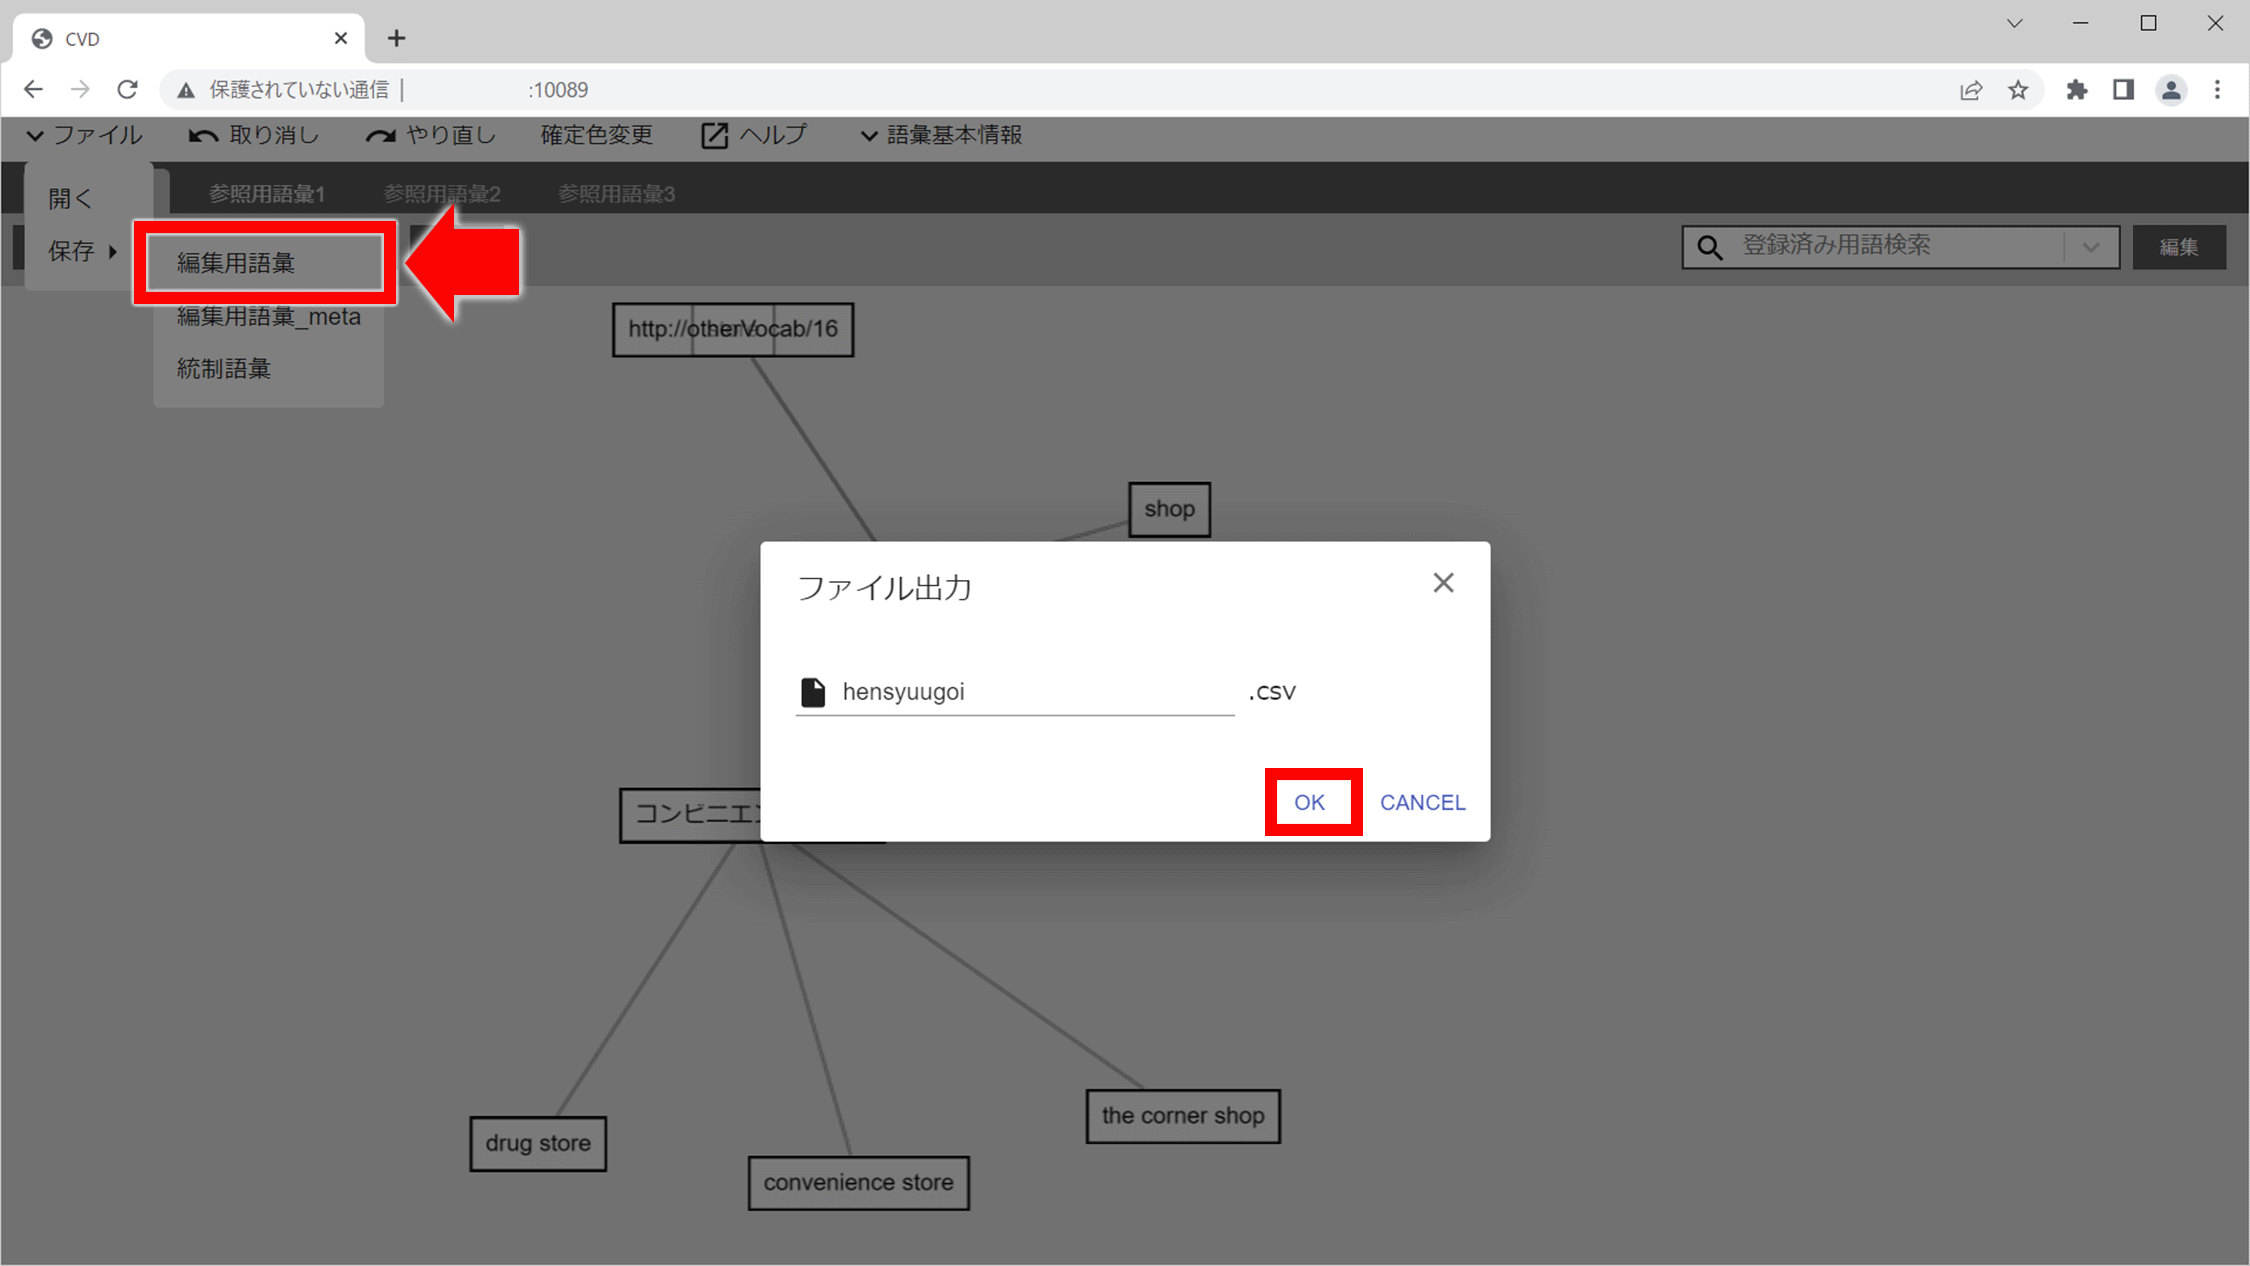 CVD
保護されていない通信 | :10089
ファイル 取り消し やり直し 確定色変更 ヘルプ 語彙基本情報
開く 参照用語彙1 参照用語彙2 参照用語彙3
保存 編集用語彙 登録済み用語検索 編集
編集用語彙_meta
統制語彙
http://otherVocab/16
shop
ファイル出力
hensyuugoi .csv
OK CANCEL
コンビニエン
drug store
the corner shop
convenience store